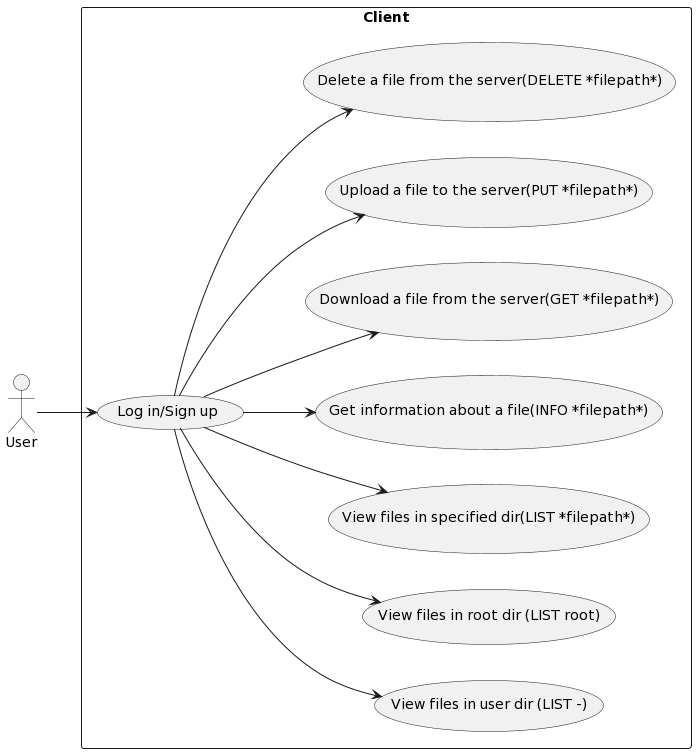 Client
Delete a file from the server(DELETE *filepath*)
Upload a file to the server(PUT *filepath*)
Download a file from the server(GET *filepath*)
Log in/Sign up
Get information about a file(INFO *filepath*)
User
View files in specified dir(LIST *filepath*)
View files in root dir (LIST root)
View files in user dir (LIST -)